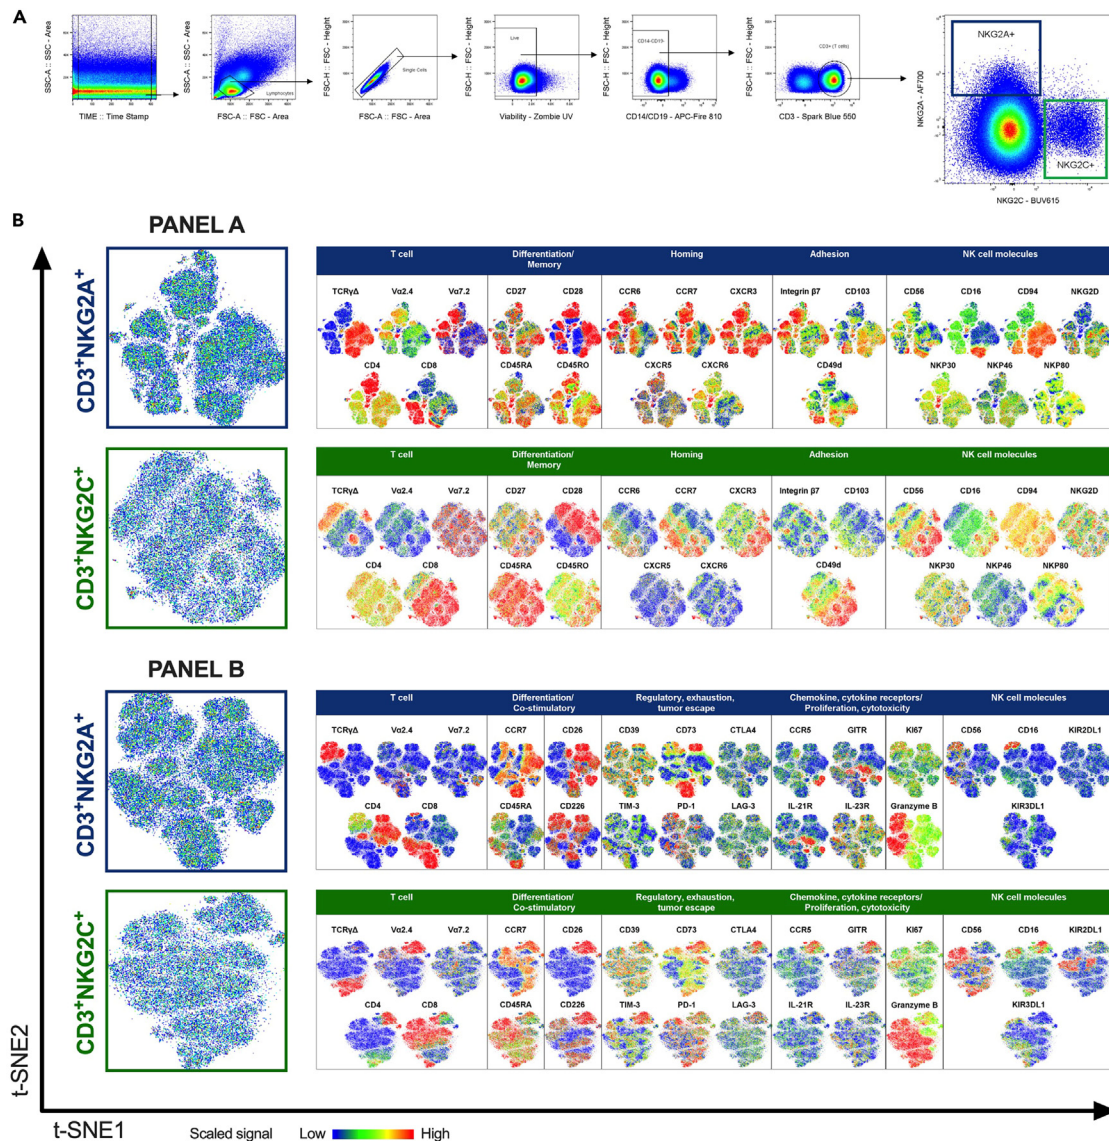 A
SSC-A :: SSC - Area
TIME :: Time Stamp
SSC-A :: SSC - Area
Lymphocytes
FSC-A :: FSC - Area
FSC-H :: FSC - Height
Single Cells
FSC-A :: FSC - Area
FSC-H :: FSC - Height
Live
Viability - Zombie UV
FSC-H :: FSC - Height
CD14-CD19-
CD14/CD19 - APC-Fire 810
FSC-H :: FSC - Height
CD3+ (T cells)
CD3 - Spark Blue 550
NKG2A - AF700
NKG2A+
NKG2C+
NKG2C - BUV615
B
PANEL A
CD3+NKG2A+
T cell Differentiation/ Homing Adhesion NK cell molecules
Memory
TCRγΔ Vα2.4 Vα7.2 CD27 CD28 CCR6 CCR7 CXCR3 Integrin β7 CD103 CD56 CD16 CD94 NKG2D
CD4 CD8 CD45RA CD45RO CXCR5 CXCR6 CD49d NKP30 NKP46 NKP80
CD3+NKG2C+
T cell Differentiation/ Homing Adhesion NK cell molecules
Memory
TCRγΔ Vα2.4 Vα7.2 CD27 CD28 CCR6 CCR7 CXCR3 Integrin β7 CD103 CD56 CD16 CD94 NKG2D
CD4 CD8 CD45RA CD45RO CXCR5 CXCR6 CD49d NKP30 NKP46 NKP80
PANEL B
CD3+NKG2A+
T cell Differentiation/ Regulatory, exhaustion, Chemokine, cytokine receptors/ NK cell molecules
Co-stimulatory tumor escape Proliferation, cytotoxicity
TCRγΔ Vα2.4 Vα7.2 CCR7 CD26 CD39 CD73 CTLA4 CCR5 GITR KI67 CD56 CD16 KIR2DL1
CD4 CD8 CD45RA CD226 TIM-3 PD-1 LAG-3 IL-21R IL-23R Granzyme B KIR3DL1
CD3+NKG2C+
T cell Differentiation/ Regulatory, exhaustion, Chemokine, cytokine receptors/ NK cell molecules
Co-stimulatory tumor escape Proliferation, cytotoxicity
TCRγΔ Vα2.4 Vα7.2 CCR7 CD26 CD39 CD73 CTLA4 CCR5 GITR KI67 CD56 CD16 KIR2DL1
CD4 CD8 CD45RA CD226 TIM-3 PD-1 LAG-3 IL-21R IL-23R Granzyme B KIR3DL1
t-SNE2
t-SNE1
Scaled signal Low High